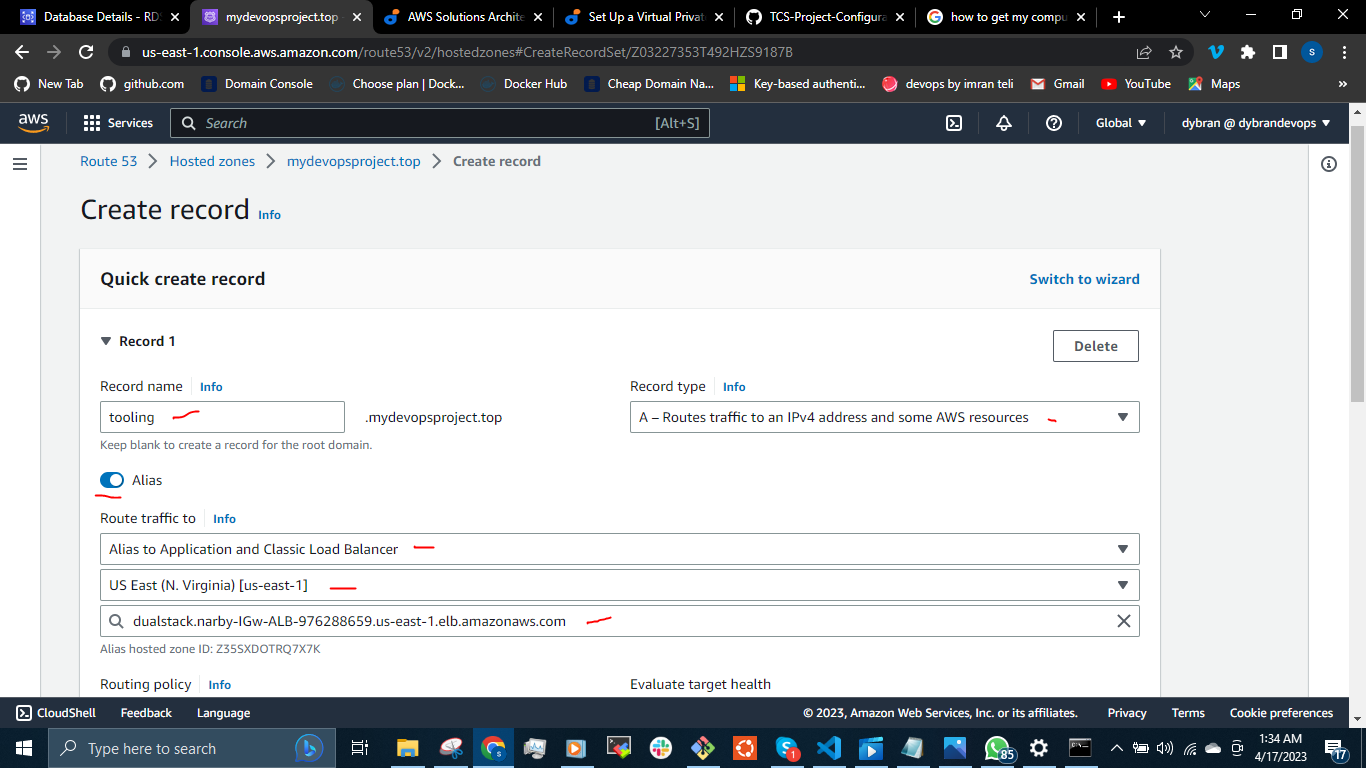 Database Details - RDS
mydevopsproject.top
AWS Solutions Archite
Set Up a Virtual Privat
TCS-Project-Configura
how to get my compu
us-east-1.console.aws.amazon.com/route53/v2/hostedzones#CreateRecordSet/Z03227353T492HZS9187B
S
New Tab
github.com
Domain Console
Choose plan | Dock...
Docker Hub
Cheap Domain Na...
Key-based authenti...
devops by imran teli
Gmail
YouTube
Maps
»
aws
Services
Search
[Alt+S]
Global
dybran @ dybrandevops
Route 53
Hosted zones
mydevopsproject.top
Create record
Create record Info
Quick create record
Switch to wizard
Record 1
Delete
Record name Info
Record type Info
tooling
.mydevopsproject.top
A – Routes traffic to an IPv4 address and some AWS resources
Keep blank to create a record for the root domain.
Alias
Route traffic to Info
Alias to Application and Classic Load Balancer
US East (N. Virginia) [us-east-1]
dualstack.narby-IGw-ALB-976288659.us-east-1.elb.amazonaws.com
Alias hosted zone ID: Z35SXDOTRQ7X7K
Routing policy Info
Evaluate target health
CloudShell
Feedback
Language
© 2023, Amazon Web Services, Inc. or its affiliates.
Privacy
Terms
Cookie preferences
Type here to search
1
85
1:34 AM
4/17/2023
17